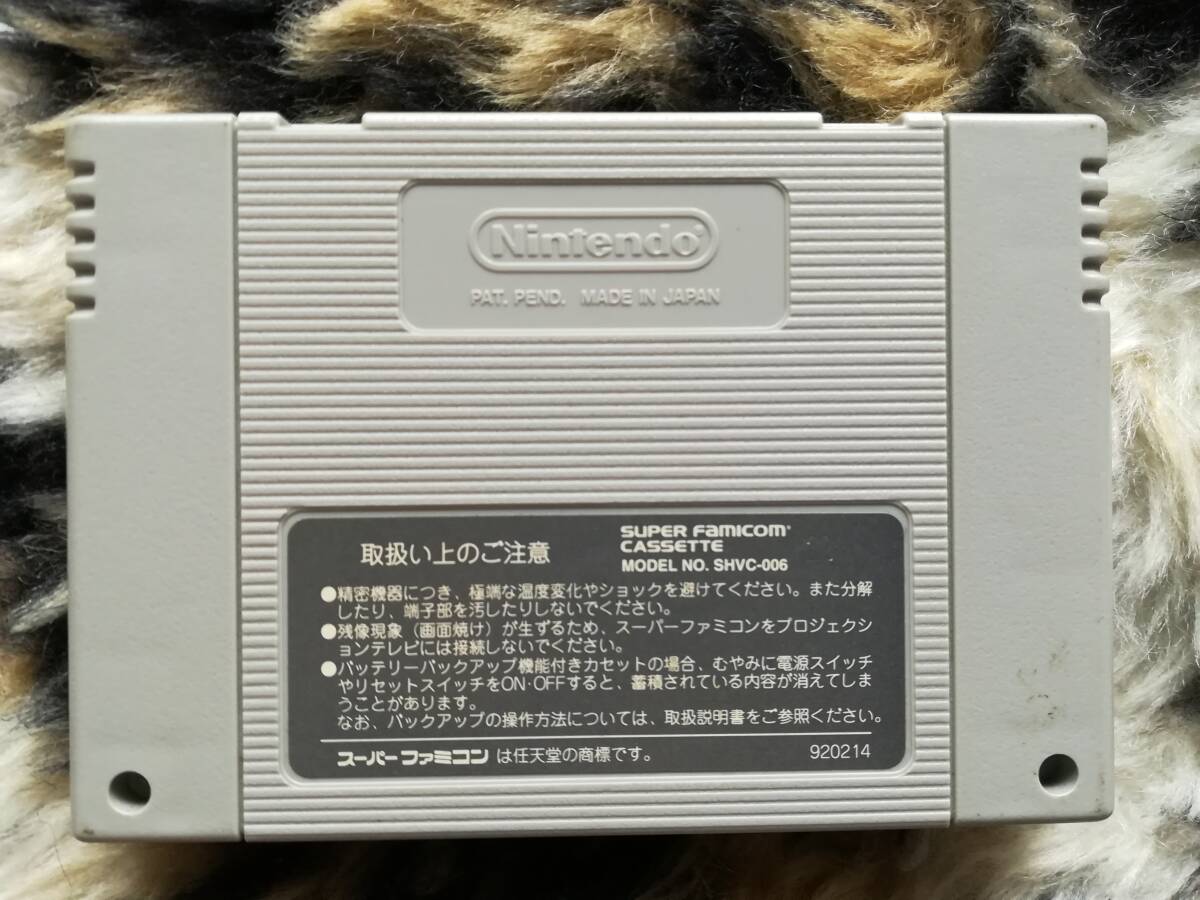 Nintendo
PAT. PEND. MADE IN JAPAN
取扱い上のご注意
SUPER FAMICOM
CASSETTE
MODEL NO. SHVC-006
●精密機器につき、極端な温度変化やショックを避けてください。また分解
したり、端子部を汚したりしないでください。
●残像現象（画面焼け）が生ずるため、スーパーファミコンをプロジェクシ
ョンテレビには接続しないでください。
●バッテリーバックアップ機能付きカセットの場合、むやみに電源スイッチ
やリセットスイッチをON·OFFすると、蓄積されている内容が消えてしま
うことがあります。
なお、バックアップの操作方法については、取扱説明書をご参照ください。
スーパーファミコン は任天堂の商標です。 920214